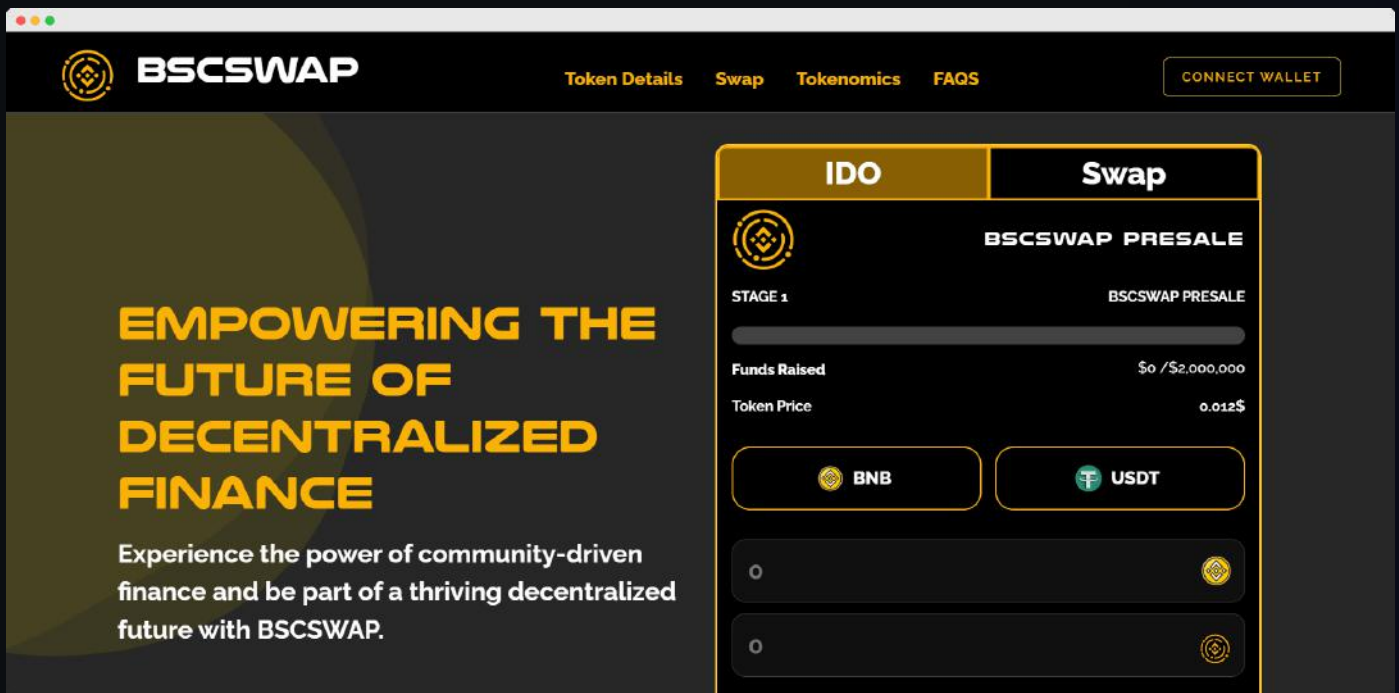 BSCSWAP
Token Details
Swap
Tokenomics
FAQS
CONNECT WALLET
EMPOWERING THE
FUTURE OF
DECENTRALIZED
FINANCE
Experience the power of community-driven
finance and be part of a thriving decentralized
future with BSCSWAP.
IDO
Swap
BSCSWAP PRESALE
STAGE 1
BSCSWAP PRESALE
Funds Raised
$0 /$2,000,000
Token Price
0.012$
BNB
USDT
0
0